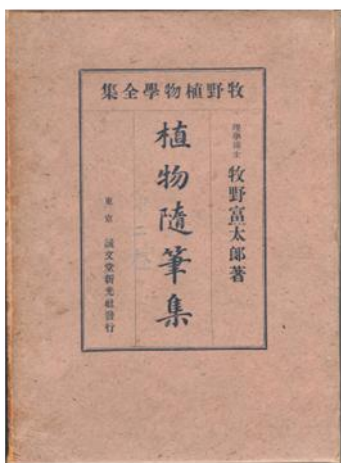 集全學物植野牧
理學博士 牧野富太郎著
植物隨筆集
東京 誠文堂新光社發行